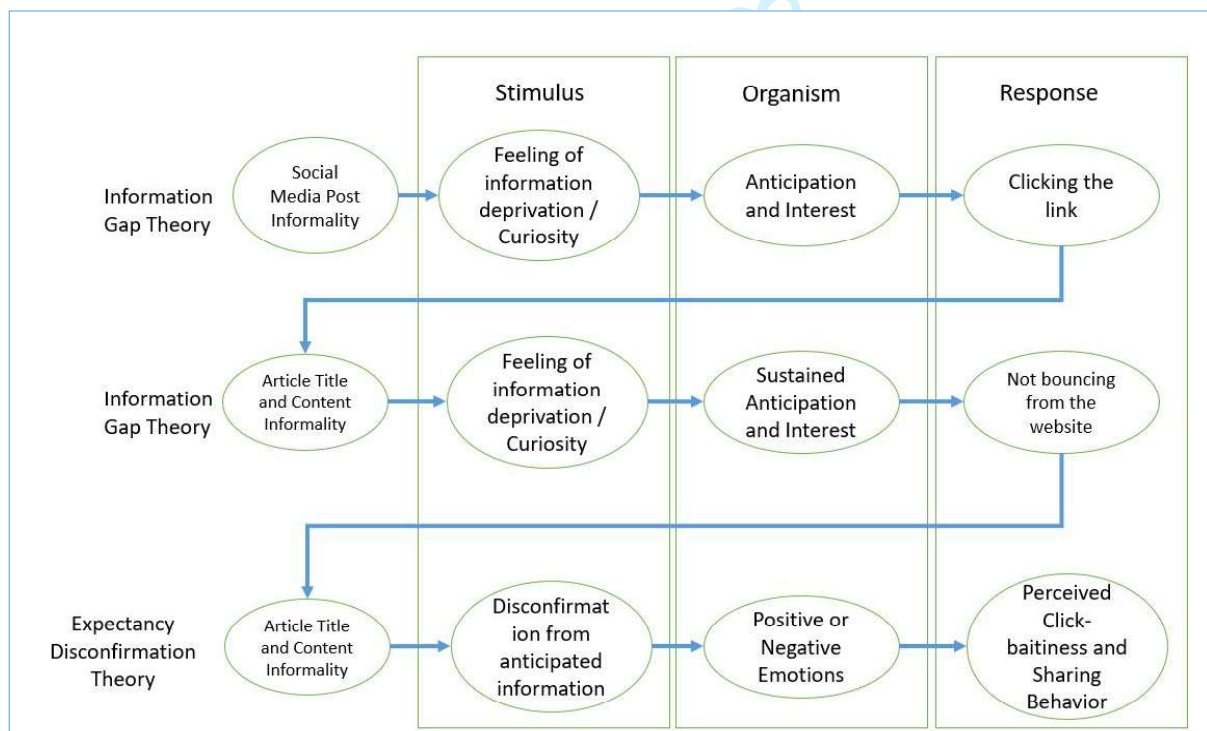 Stimulus
Organism
Response
Information
Gap Theory
Social
Media Post
Informality
Feeling of
information
deprivation /
Curiosity
Anticipation
and Interest
Clicking the
link
Information
Gap Theory
Article Title
and Content
Informality
Feeling of
information
deprivation /
Curiosity
Sustained
Anticipation
and Interest
Not bouncing
from the
website
Expectancy
Disconfirmation
Theory
Article Title
and Content
Informality
Disconfirmat
ion from
anticipated
information
Positive or
Negative
Emotions
Perceived
Click-
baitiness and
Sharing
Behavior